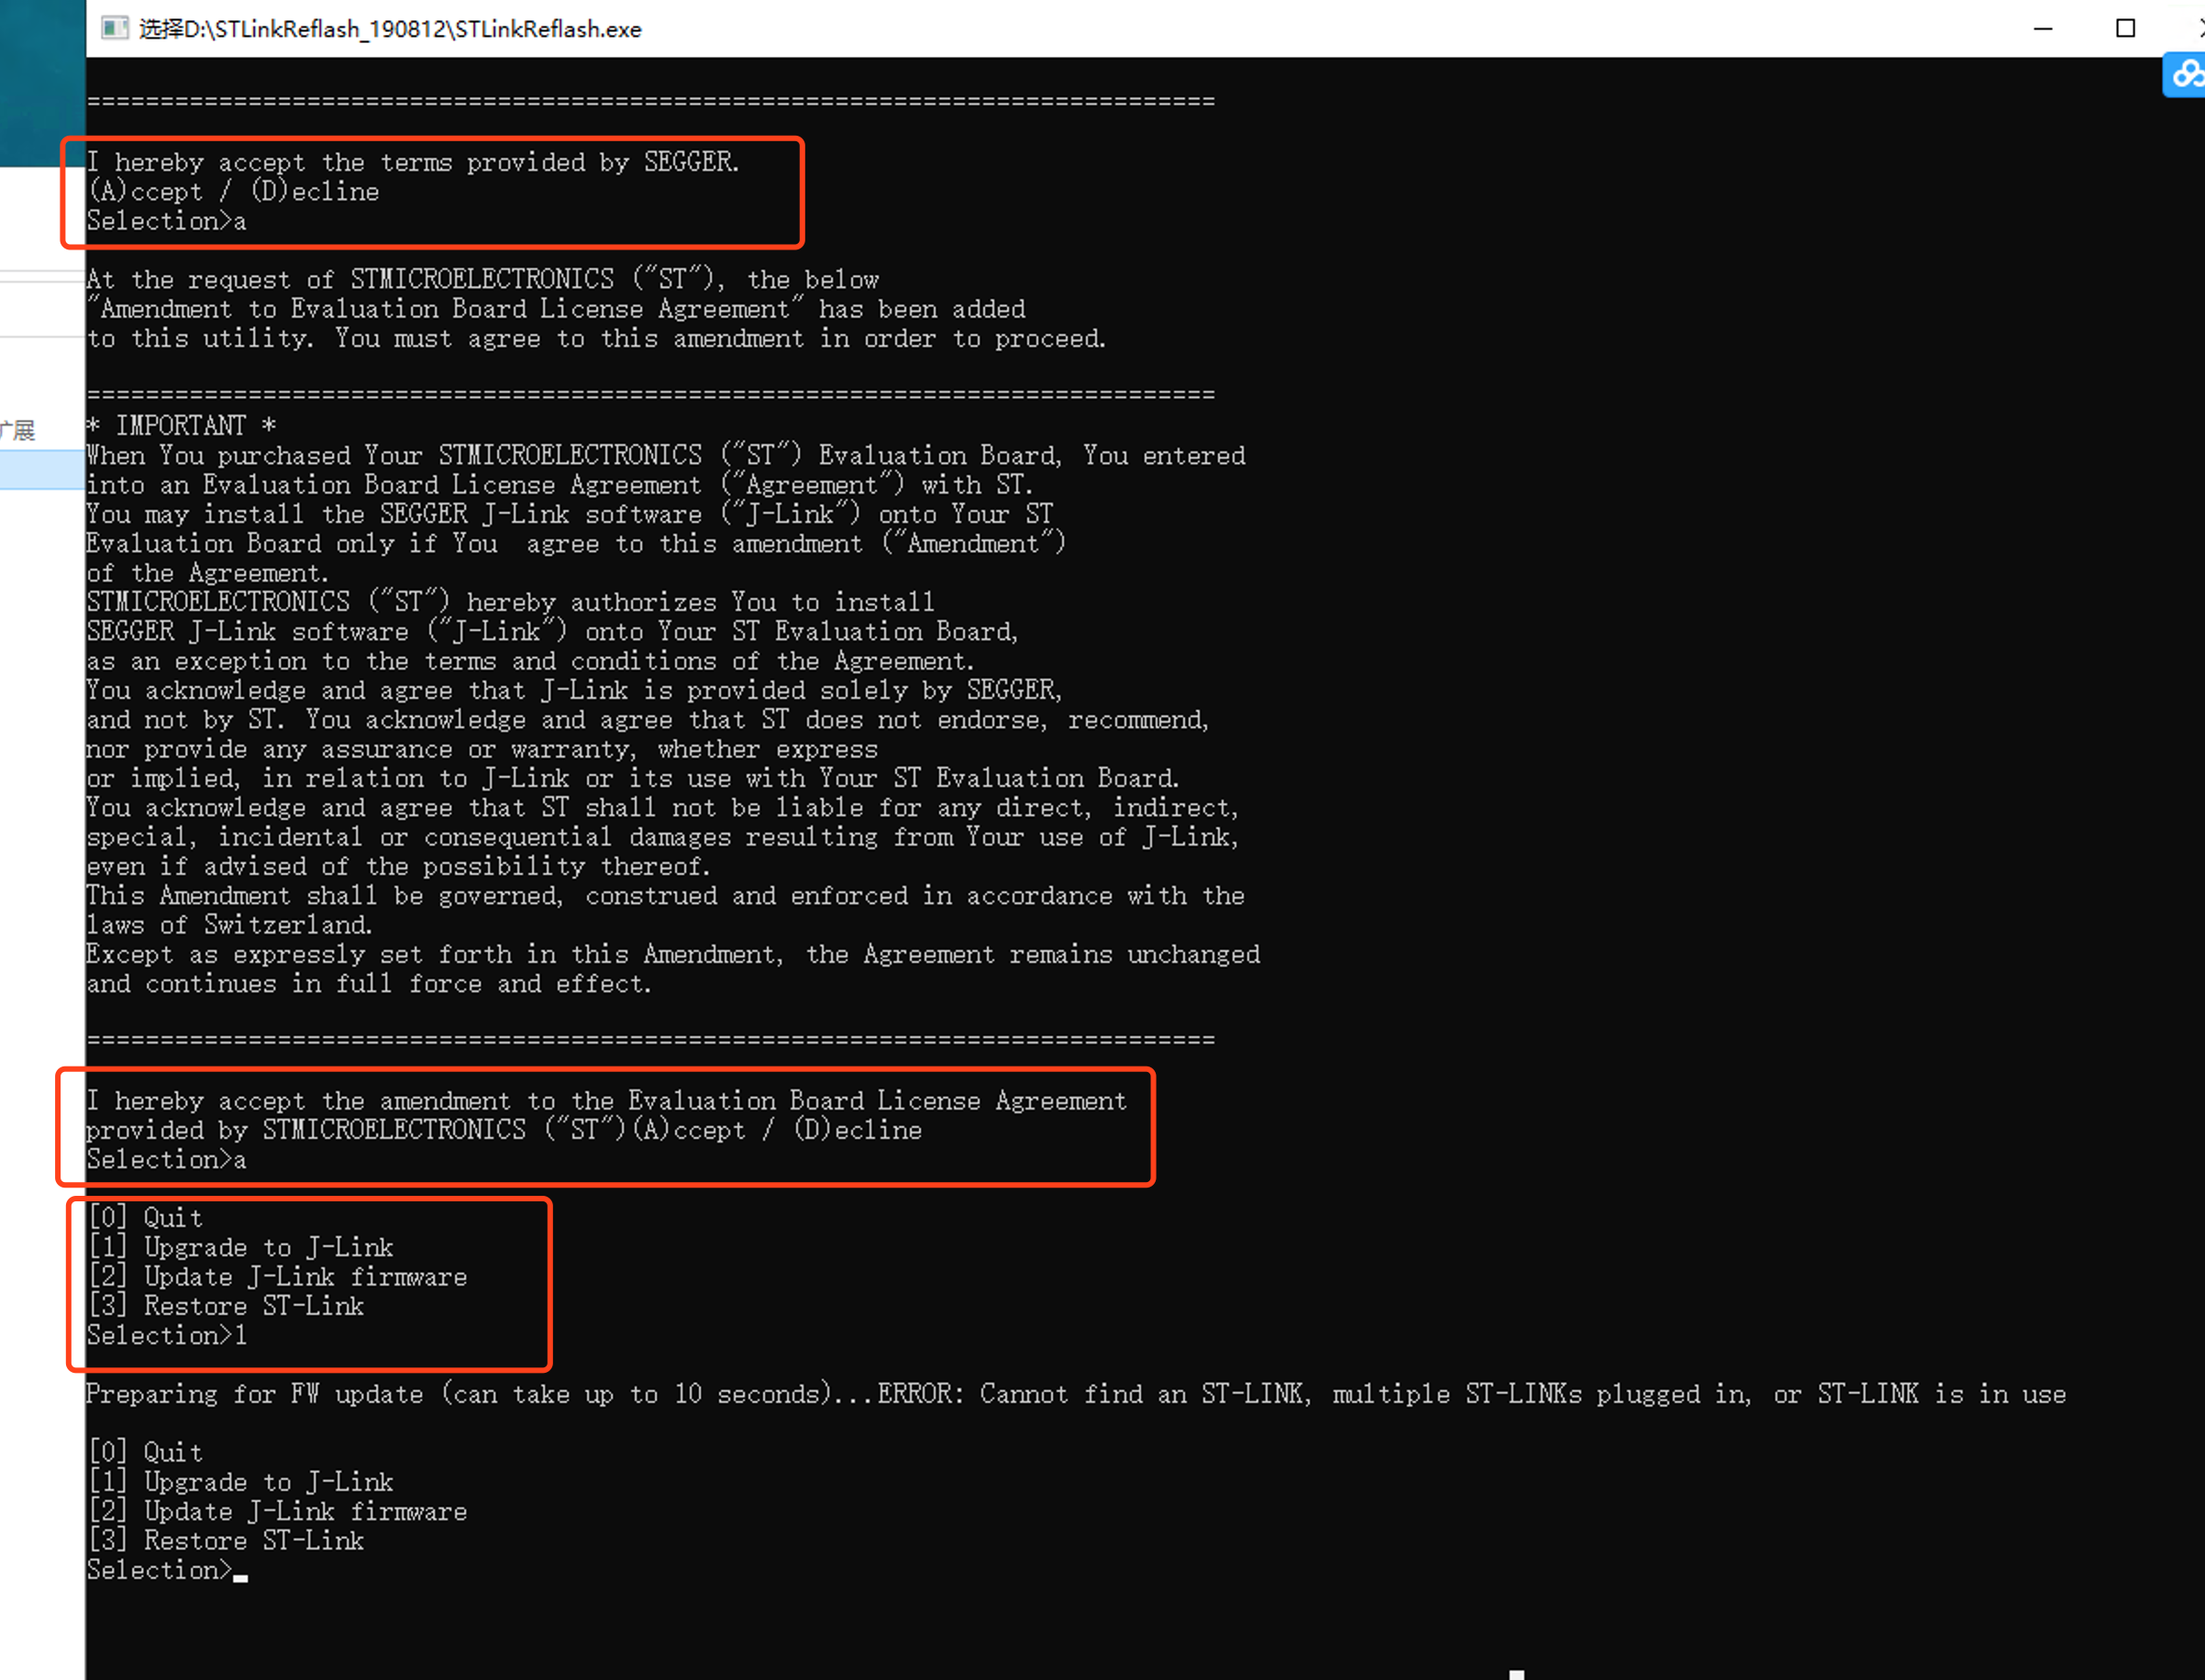 选择D:\STLinkReflash_190812\STLinkReflash.exe
=============================================================================
I hereby accept the terms provided by SEGGER.
(A)ccept / (D)ecline
Selection>a
At the request of STMICROELECTRONICS ("ST"), the below
"Amendment to Evaluation Board License Agreement" has been added
to this utility. You must agree to this amendment in order to proceed.
=============================================================================
扩展
* IMPORTANT *
When You purchased Your STMICROELECTRONICS ("ST") Evaluation Board, You entered
into an Evaluation Board License Agreement ("Agreement") with ST.
You may install the SEGGER J-Link software ("J-Link") onto Your ST
Evaluation Board only if You  agree to this amendment ("Amendment")
of the Agreement.
STMICROELECTRONICS ("ST") hereby authorizes You to install
SEGGER J-Link software ("J-Link") onto Your ST Evaluation Board,
as an exception to the terms and conditions of the Agreement.
You acknowledge and agree that J-Link is provided solely by SEGGER,
and not by ST. You acknowledge and agree that ST does not endorse, recommend,
nor provide any assurance or warranty, whether express
or implied, in relation to J-Link or its use with Your ST Evaluation Board.
You acknowledge and agree that ST shall not be liable for any direct, indirect,
special, incidental or consequential damages resulting from Your use of J-Link,
even if advised of the possibility thereof.
This Amendment shall be governed, construed and enforced in accordance with the
laws of Switzerland.
Except as expressly set forth in this Amendment, the Agreement remains unchanged
and continues in full force and effect.
=============================================================================
I hereby accept the amendment to the Evaluation Board License Agreement
provided by STMICROELECTRONICS ("ST")(A)ccept / (D)ecline
Selection>a
[0] Quit
[1] Upgrade to J-Link
[2] Update J-Link firmware
[3] Restore ST-Link
Selection>1
Preparing for FW update (can take up to 10 seconds)...ERROR: Cannot find an ST-LINK, multiple ST-LINKs plugged in, or ST-LINK is in use
[0] Quit
[1] Upgrade to J-Link
[2] Update J-Link firmware
[3] Restore ST-Link
Selection>